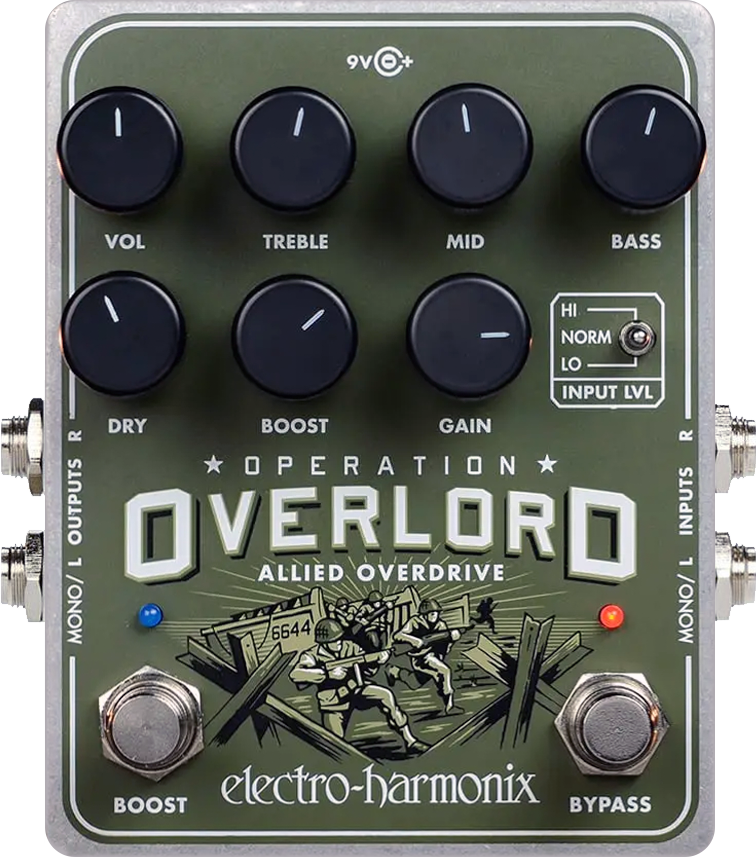 9V - +
VOL TREBLE MID BASS
HI
NORM
LO
INPUT LVL
DRY BOOST GAIN
MONO/ L OUTPUTS R
MONO/ L INPUTS R
★ OPERATION ★
OVERLORD
ALLIED OVERDRIVE
6644
electro-harmonix
BOOST BYPASS